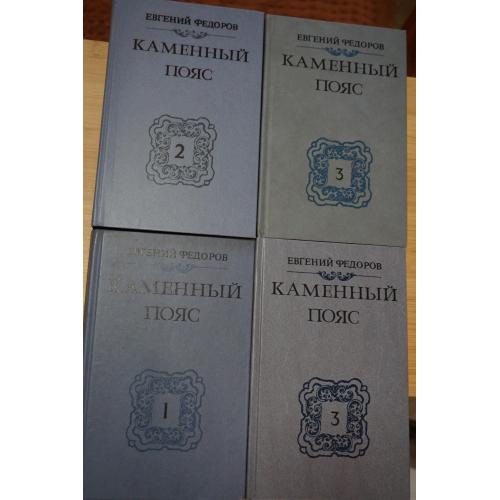 ЕВГЕНИЙ ФЕДОРОВ
КАМЕННЫЙ
ПОЯС
2
ЕВГЕНИЙ ФЕДОРОВ
КАМЕННЫЙ
ПОЯС
3
ЕВГЕНИЙ ФЕДОРОВ
КАМЕННЫЙ
ПОЯС
1
ЕВГЕНИЙ ФЕДОРОВ
КАМЕННЫЙ
ПОЯС
3